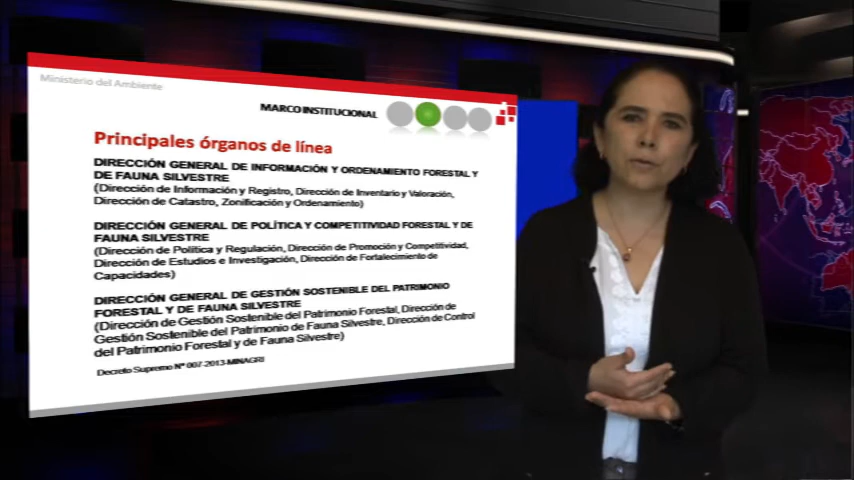 Ministerio del Ambiente
MARCO INSTITUCIONAL
Principales órganos de línea
DIRECCIÓN GENERAL DE INFORMACIÓN Y ORDENAMIENTO FORESTAL Y
DE FAUNA SILVESTRE
(Dirección de Información y Registro, Dirección de Inventario y Valoración,
Dirección de Catastro, Zonificación y Ordenamiento)
DIRECCIÓN GENERAL DE POLÍTICA Y COMPETITIVIDAD FORESTAL Y DE
FAUNA SILVESTRE
(Dirección de Política y Regulación, Dirección de Promoción y Competitividad,
Dirección de Estudios e Investigación, Dirección de Fortalecimiento de
Capacidades)
DIRECCIÓN GENERAL DE GESTIÓN SOSTENIBLE DEL PATRIMONIO
FORESTAL Y DE FAUNA SILVESTRE
(Dirección de Gestión Sostenible del Patrimonio Forestal, Dirección de
Gestión Sostenible del Patrimonio de Fauna Silvestre, Dirección de Control
del Patrimonio Forestal y de Fauna Silvestre)
Decreto Supremo Nº 007-2013-MINAGRI